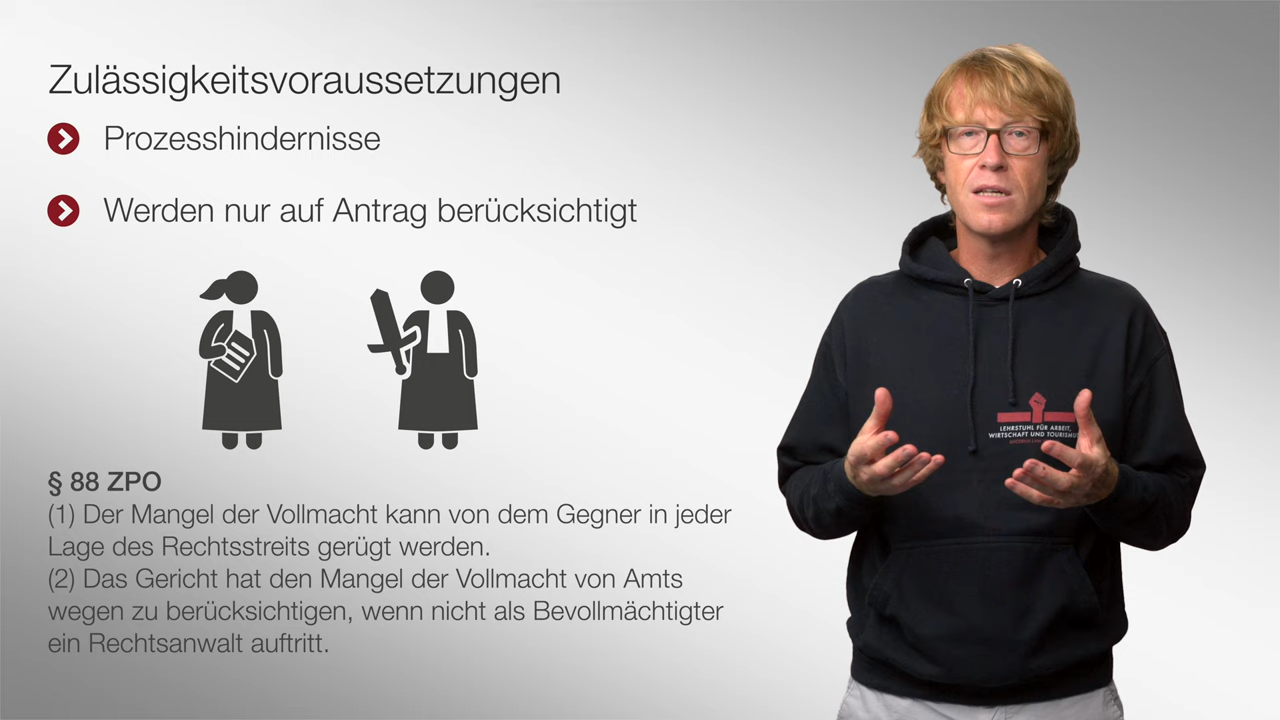 Zulässigkeitsvoraussetzungen
Prozesshindernisse
Werden nur auf Antrag berücksichtigt
§ 88 ZPO
(1) Der Mangel der Vollmacht kann von dem Gegner in jeder
Lage des Rechtsstreits gerügt werden.
(2) Das Gericht hat den Mangel der Vollmacht von Amts
wegen zu berücksichtigen, wenn nicht als Bevollmächtigter
ein Rechtsanwalt auftritt.
LEHRSTUHL FÜR ARBEIT,
WIRTSCHAFT UND TOURISMUS